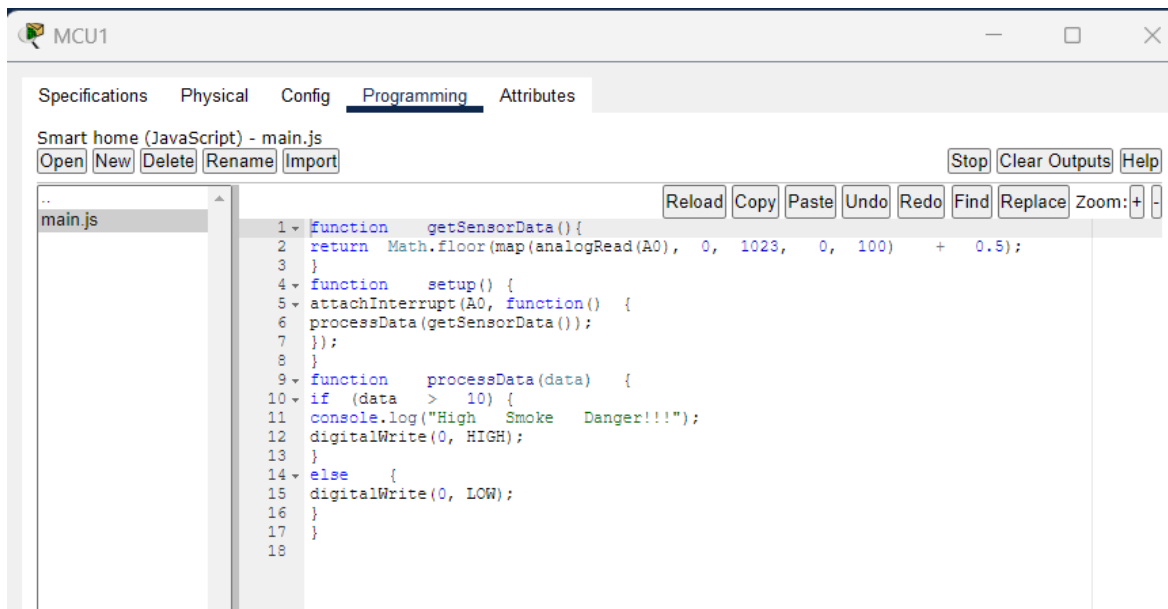 MCU1
Specifications Physical Config Programming Attributes
Smart home (JavaScript) - main.js
Open New Delete Rename Import Stop Clear Outputs Help
.. Reload Copy Paste Undo Redo Find Replace Zoom: + -
main.js
1 function getSensorData(){
2 return Math.floor(map(analogRead(A0), 0, 1023, 0, 100) + 0.5);
3 }
4 function setup() {
5 attachInterrupt(A0, function() {
6 processData(getSensorData());
7 });
8 }
9 function processData(data) {
10 if (data > 10) {
11 console.log("High Smoke Danger!!!");
12 digitalWrite(0, HIGH);
13 }
14 else {
15 digitalWrite(0, LOW);
16 }
17 }
18